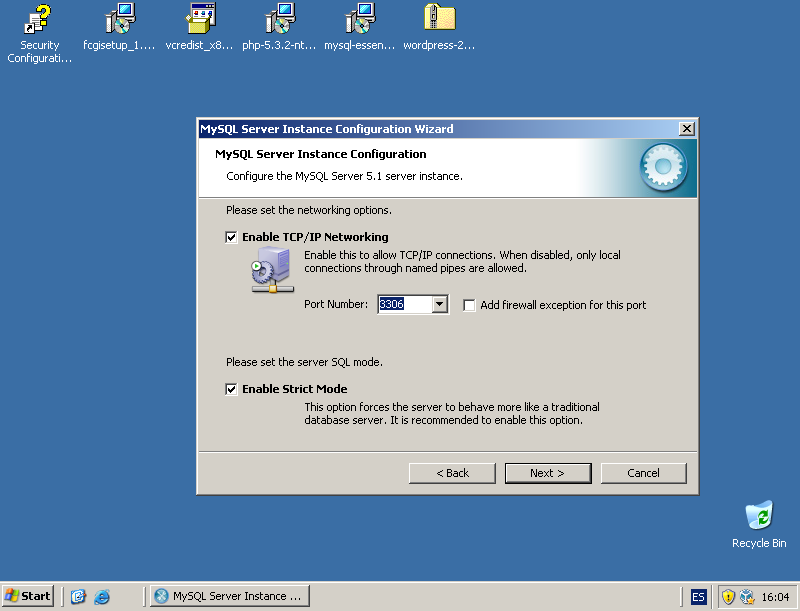 Security
Configurati...
fcgisetup_1....
vcredist_x8...
php-5.3.2-nt...
mysql-essen...
wordpress-2...
MySQL Server Instance Configuration Wizard
MySQL Server Instance Configuration
Configure the MySQL Server 5.1 server instance.
Please set the networking options.
Enable TCP/IP Networking
Enable this to allow TCP/IP connections. When disabled, only local
connections through named pipes are allowed.
Port Number: 3306 Add firewall exception for this port
Please set the server SQL mode.
Enable Strict Mode
This option forces the server to behave more like a traditional
database server. It is recommended to enable this option.
< Back Next > Cancel
Recycle Bin
Start MySQL Server Instance ... ES 16:04